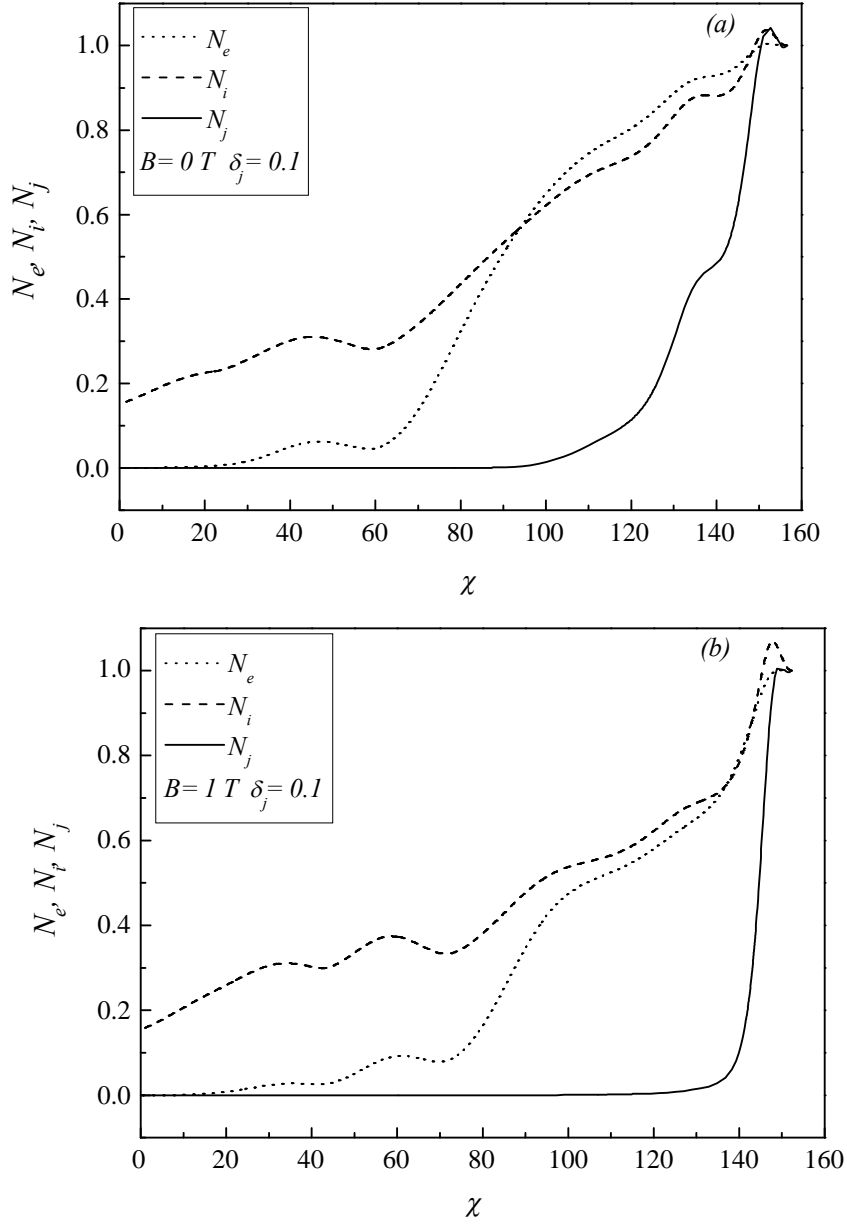 (a)
N_e
N_i
N_j
B= 0 T δ_j= 0.1
N_e, N_i, N_j
1.0
0.8
0.6
0.4
0.2
0.0
0 20 40 60 80 100 120 140 160
χ
(b)
N_e
N_i
N_j
B= 1 T δ_j= 0.1
N_e, N_i, N_j
1.0
0.8
0.6
0.4
0.2
0.0
0 20 40 60 80 100 120 140 160
χ